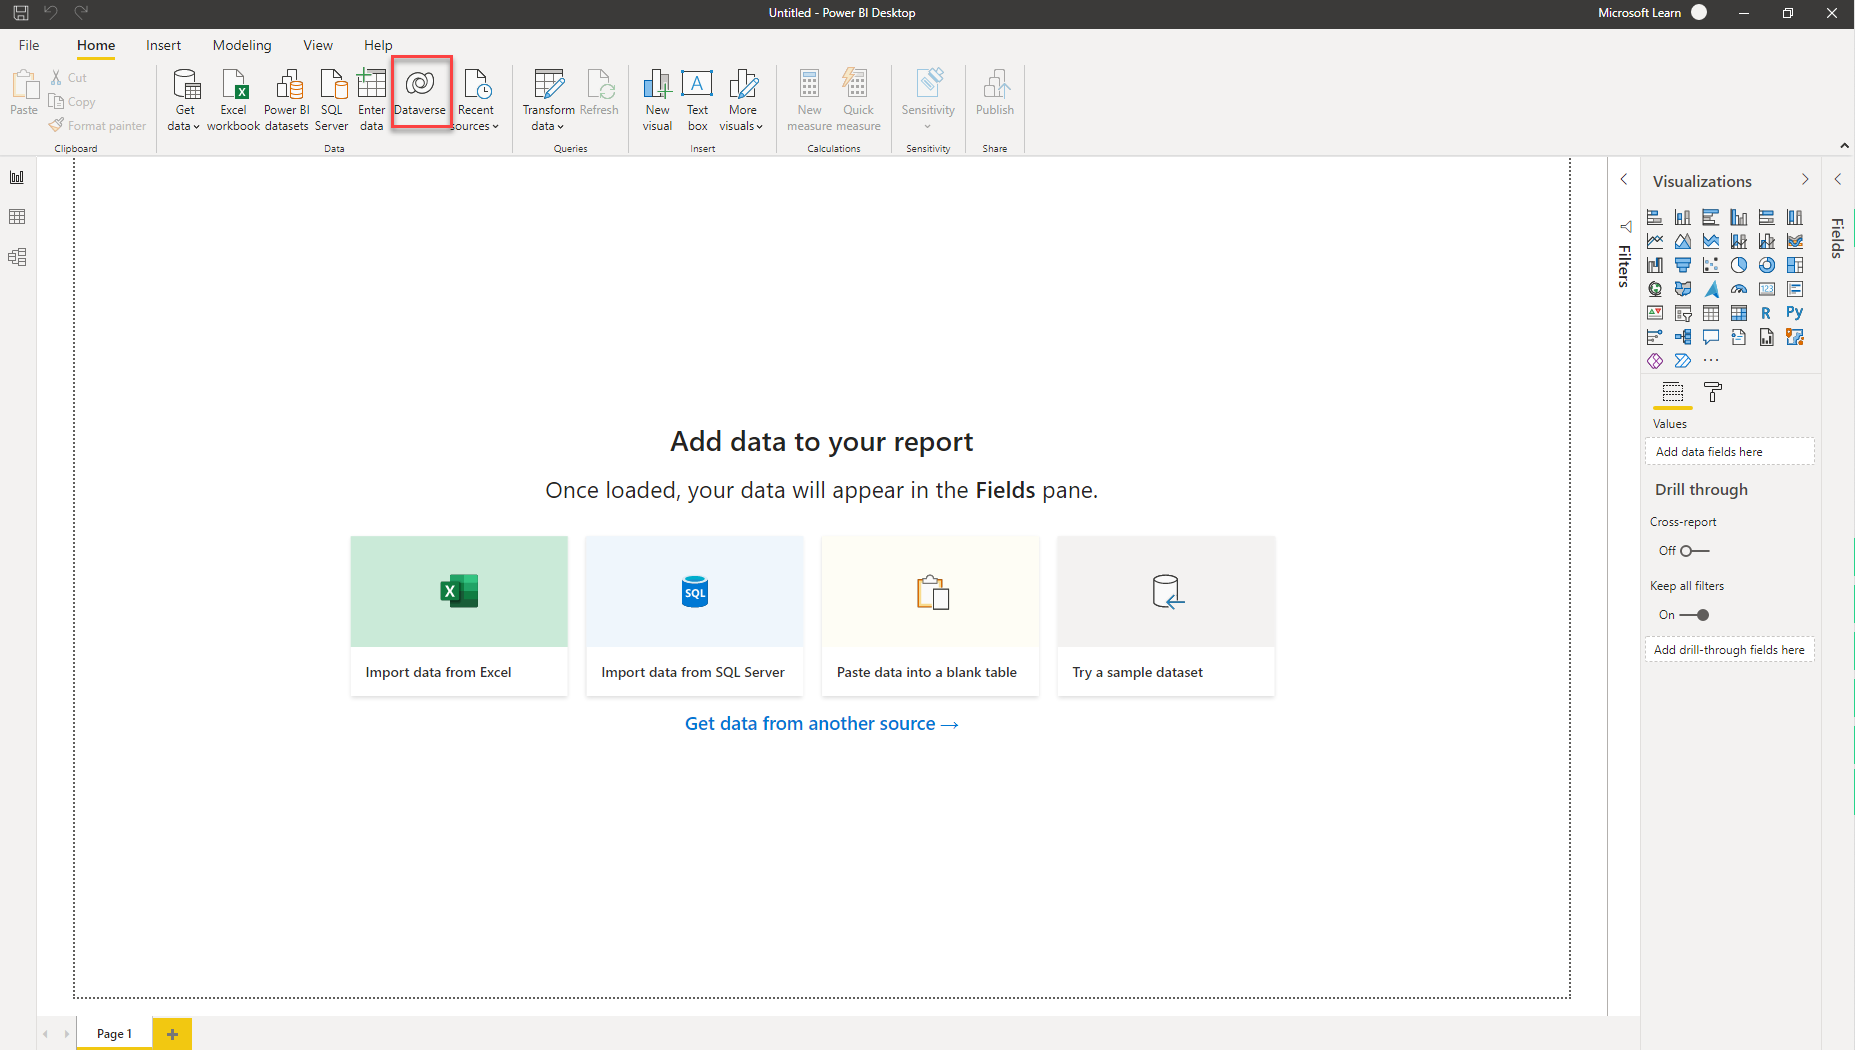 Untitled - Power BI Desktop
Microsoft Learn
File Home Insert Modeling View Help
Paste
Cut
Copy
Format painter
Clipboard
Get
data
Excel
workbook
Power BI
datasets
SQL
Server
Enter
data
Dataverse
Recent
sources
Data
Transform
data
Refresh
Queries
New
visual
A
Text
box
More
visuals
Insert
New
measure
Quick
measure
Calculations
Sensitivity
Sensitivity
Publish
Share
Filters
Visualizations
Fields
123
R
Py
Values
Add data fields here
Drill through
Cross-report
Off
Keep all filters
On
Add drill-through fields here
Add data to your report
Once loaded, your data will appear in the Fields pane.
X
SQL
Import data from Excel
Import data from SQL Server
Paste data into a blank table
Try a sample dataset
Get data from another source →
Page 1
+